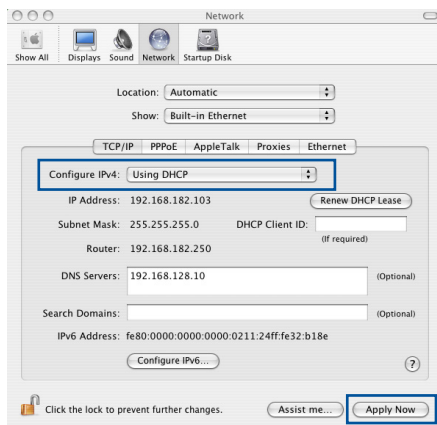 Network
Show All Displays Sound Network Startup Disk
Location: Automatic
Show: Built-in Ethernet
TCP/IP PPPoE AppleTalk Proxies Ethernet
Configure IPv4: Using DHCP
IP Address: 192.168.182.103 Renew DHCP Lease
Subnet Mask: 255.255.255.0 DHCP Client ID:
(If required)
Router: 192.168.182.250
DNS Servers: 192.168.128.10 (Optional)
Search Domains: (Optional)
IPv6 Address: fe80:0000:0000:0000:0211:24ff:fe32:b18e
Configure IPv6... ?
Click the lock to prevent further changes. Assist me... Apply Now